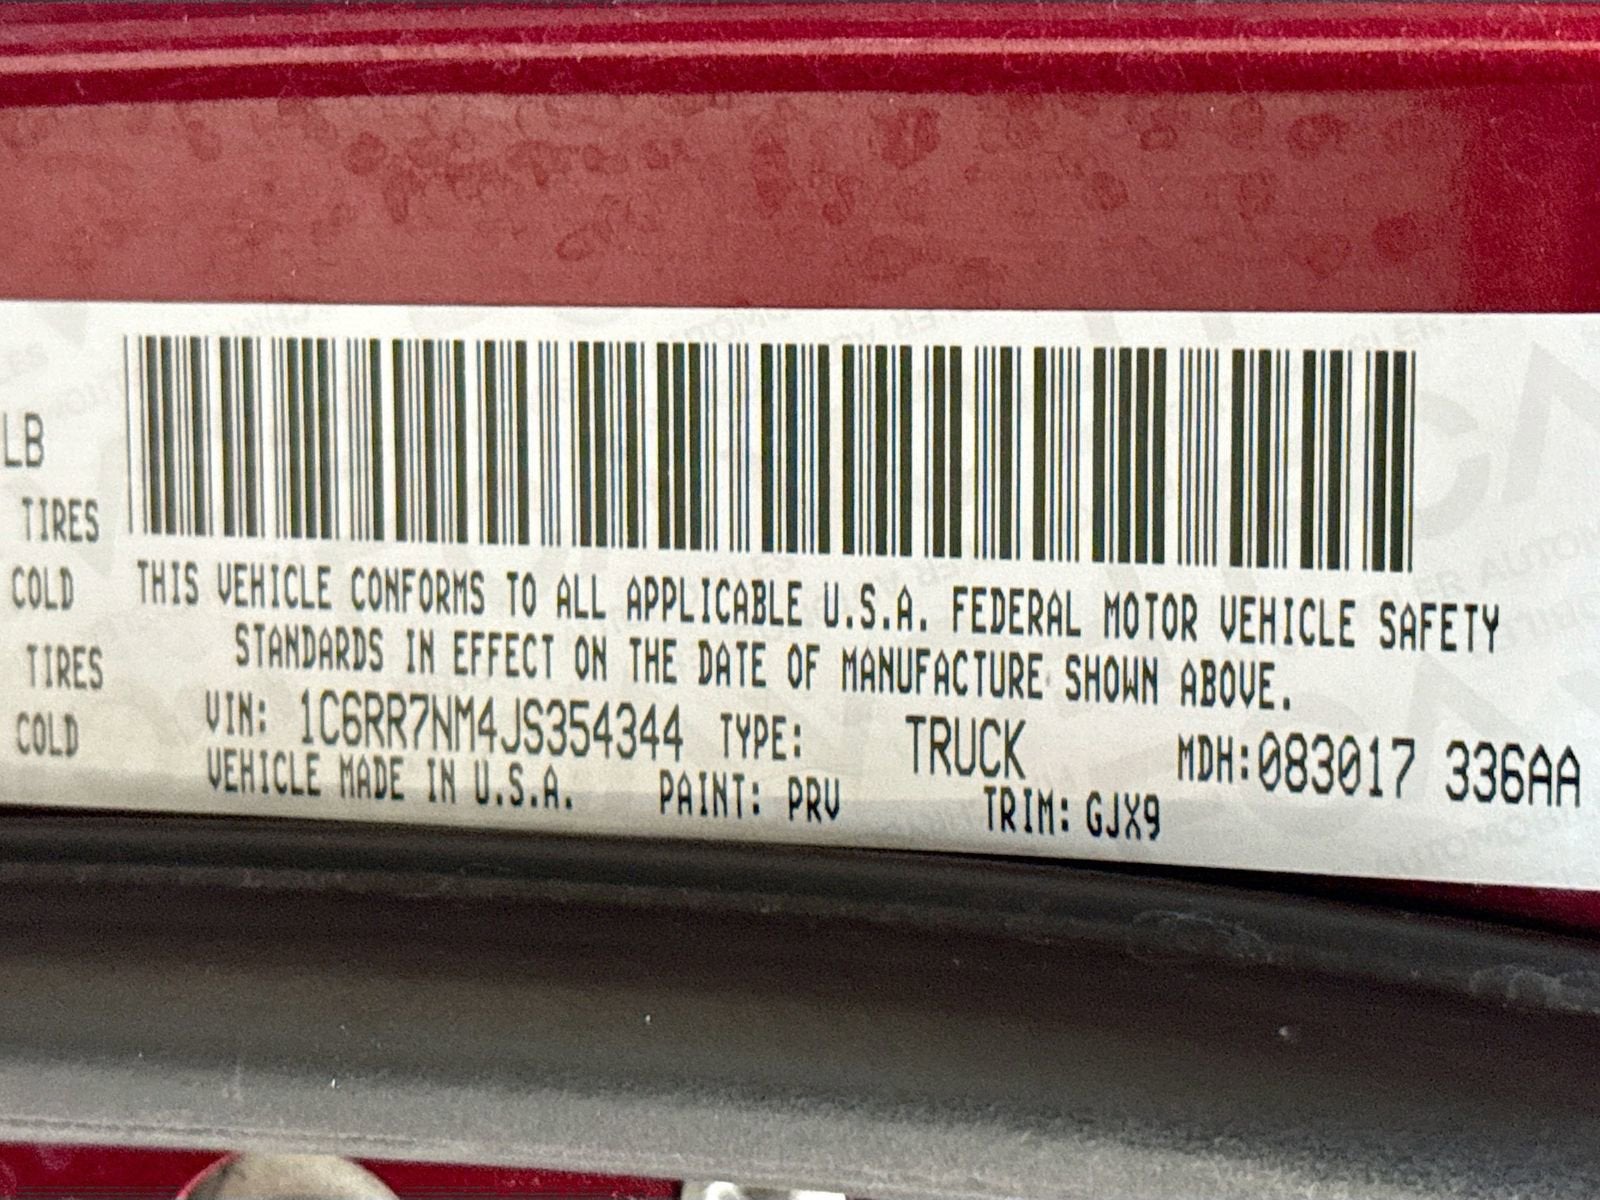 LB
TIRES
COLD
TIRES
COLD
THIS VEHICLE CONFORMS TO ALL APPLICABLE U.S.A. FEDERAL MOTOR VEHICLE SAFETY
STANDARDS IN EFFECT ON THE DATE OF MANUFACTURE SHOWN ABOVE.
VIN: 1C6RR7NM4JS354344 TYPE: TRUCK MDH:083017 336AA
VEHICLE MADE IN U.S.A. PAINT: PRV TRIM: GJX9